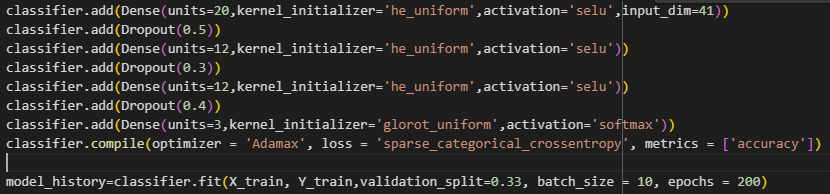 classifier.add(Dense(units=20,kernel_initializer='he_uniform',activation='selu',input_dim=41))
classifier.add(Dropout(0.5))
classifier.add(Dense(units=12,kernel_initializer='he_uniform',activation='selu'))
classifier.add(Dropout(0.3))
classifier.add(Dense(units=12,kernel_initializer='he_uniform',activation='selu'))
classifier.add(Dropout(0.4))
classifier.add(Dense(units=3,kernel_initializer='glorot_uniform',activation='softmax'))
classifier.compile(optimizer = 'Adamax', loss = 'sparse_categorical_crossentropy', metrics = ['accuracy'])
model_history=classifier.fit(X_train, Y_train,validation_split=0.33, batch_size = 10, epochs = 200)